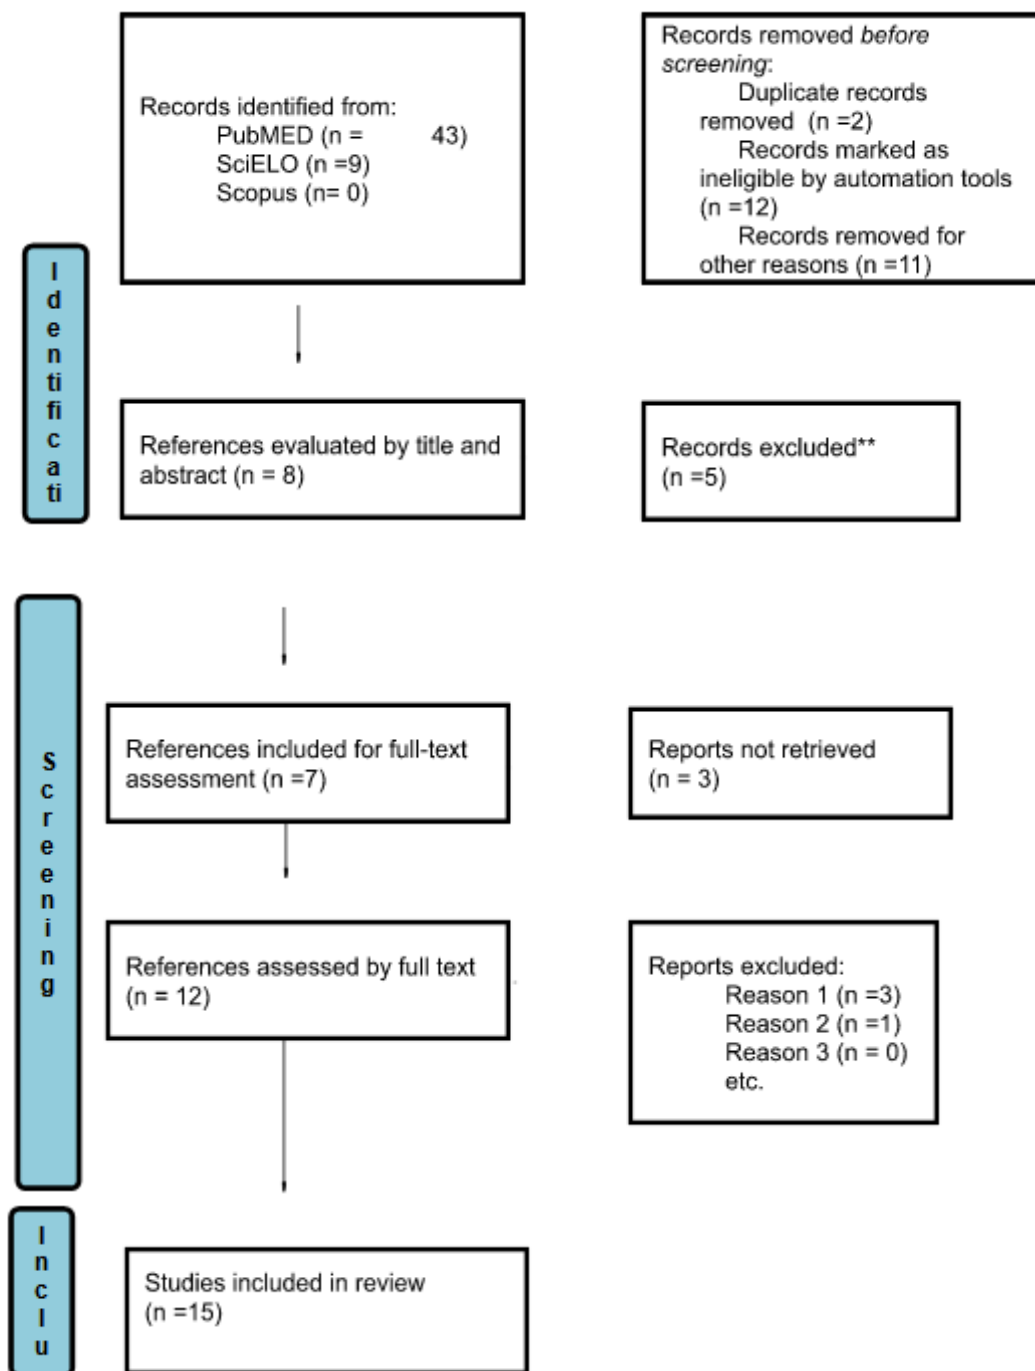 Records identified from:
PubMED (n = 43)
SciELO (n =9)
Scopus (n= 0)
Records removed before
screening:
Duplicate records
removed (n =2)
Records marked as
ineligible by automation tools
(n =12)
Records removed for
other reasons (n =11)
Identificati
References evaluated by title and
abstract (n = 8)
Records excluded**
(n =5)
Screening
References included for full-text
assessment (n =7)
Reports not retrieved
(n = 3)
References assessed by full text
(n = 12)
Reports excluded:
Reason 1 (n =3)
Reason 2 (n =1)
Reason 3 (n = 0)
etc.
Inclu
Studies included in review
(n =15)